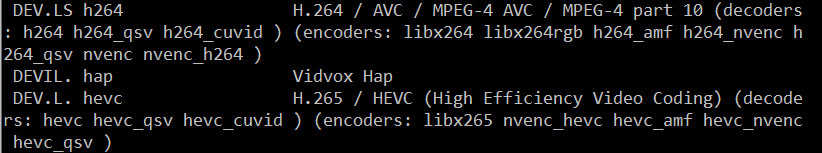 DEV.LS h264                 H.264 / AVC / MPEG-4 AVC / MPEG-4 part 10 (decoders
: h264 h264_qsv h264_cuvid ) (encoders: libx264 libx264rgb h264_amf h264_nvenc h
264_qsv nvenc nvenc_h264 )
DEVIL. hap                  Vidvox Hap
DEV.L. hevc                 H.265 / HEVC (High Efficiency Video Coding) (decode
rs: hevc hevc_qsv hevc_cuvid ) (encoders: libx265 nvenc_hevc hevc_amf hevc_nvenc
hevc_qsv )